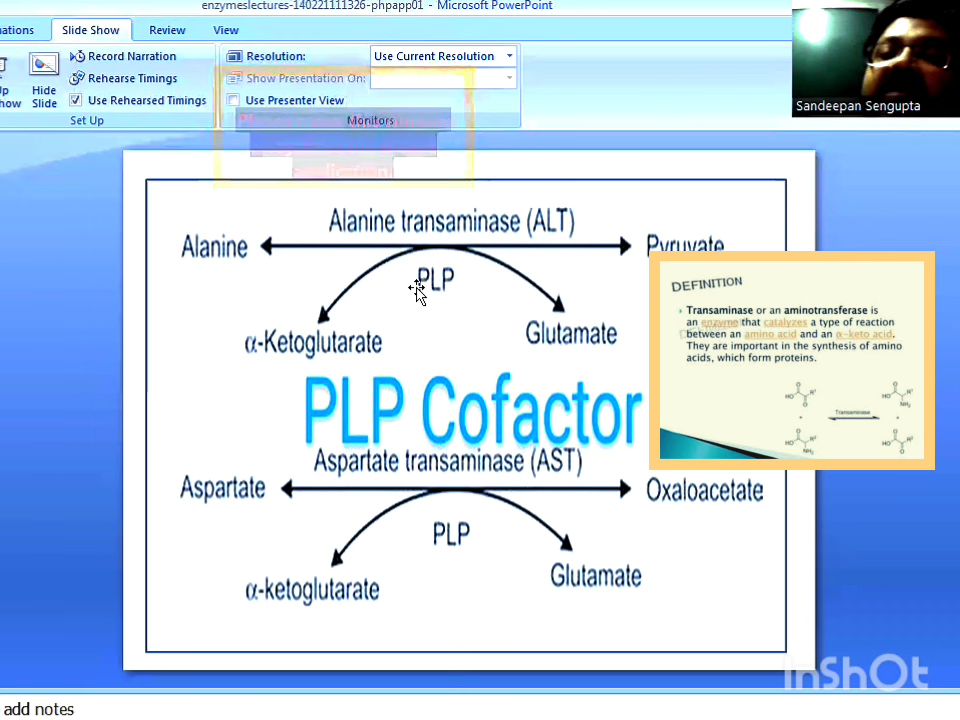 enzymeslectures-140221111326-phpapp01 - Microsoft PowerPoint
Slide Show
Review
View
Record Narration
Rehearse Timings
Use Rehearsed Timings
Hide
Slide
Set Up
Resolution:
Use Current Resolution
Show Presentation On:
Use Presenter View
Monitors
Sandeepan Sengupta
Alanine transaminase (ALT)
Alanine
Pyruvate
PLP
α-Ketoglutarate
Glutamate
PLP Cofactor
Aspartate transaminase (AST)
Aspartate
Oxaloacetate
PLP
α-ketoglutarate
Glutamate
DEFINITION
Transaminase or an aminotransferase is
an enzyme that catalyzes a type of reaction
between an amino acid and an α-keto acid.
They are important in the synthesis of amino
acids, which form proteins.
Transaminase
InShOt
add notes